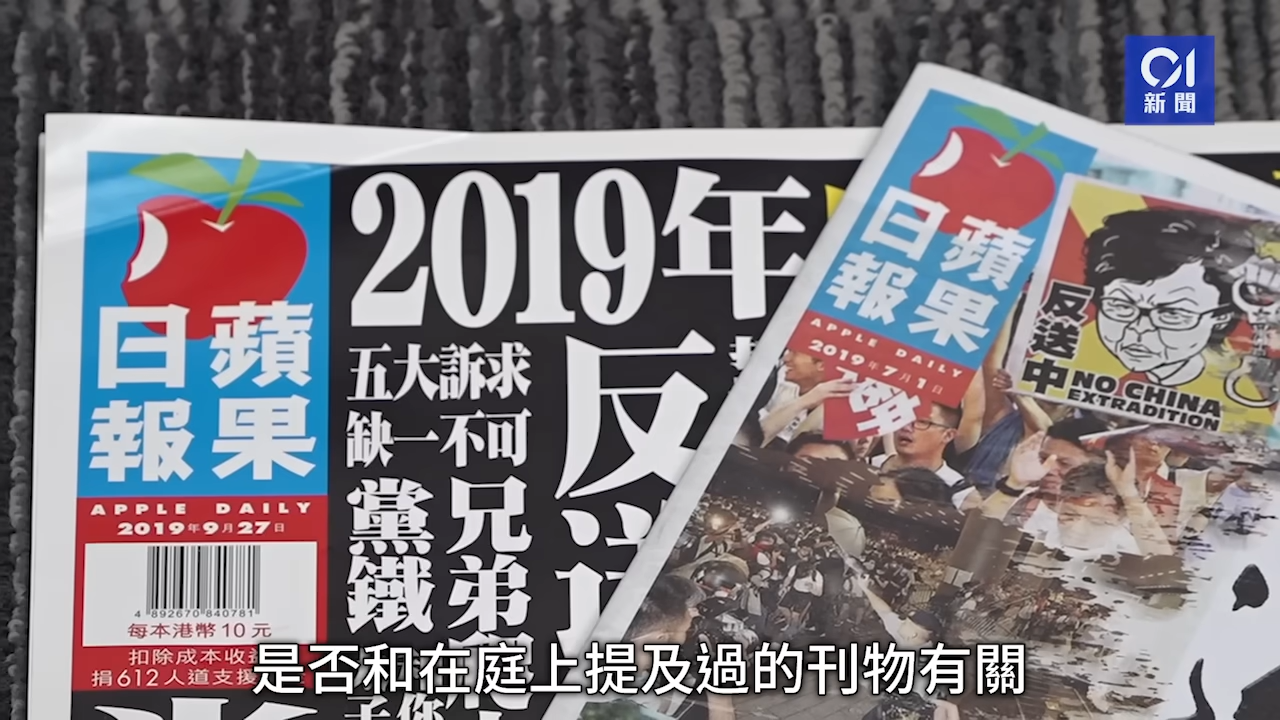 01
新聞
2019年
蘋果
日報
APPLE DAILY
2019年9月27日
4 892670 840781
每本港幣10元
扣除成本收益
捐612人道支援
五大訴求
缺一不可
兄弟
黨鐵
反
蘋果
日報
APPLE DAILY
2019年7月1日
反送中
NO CHINA
EXTRADITION
是否和在庭上提及過的刊物有關